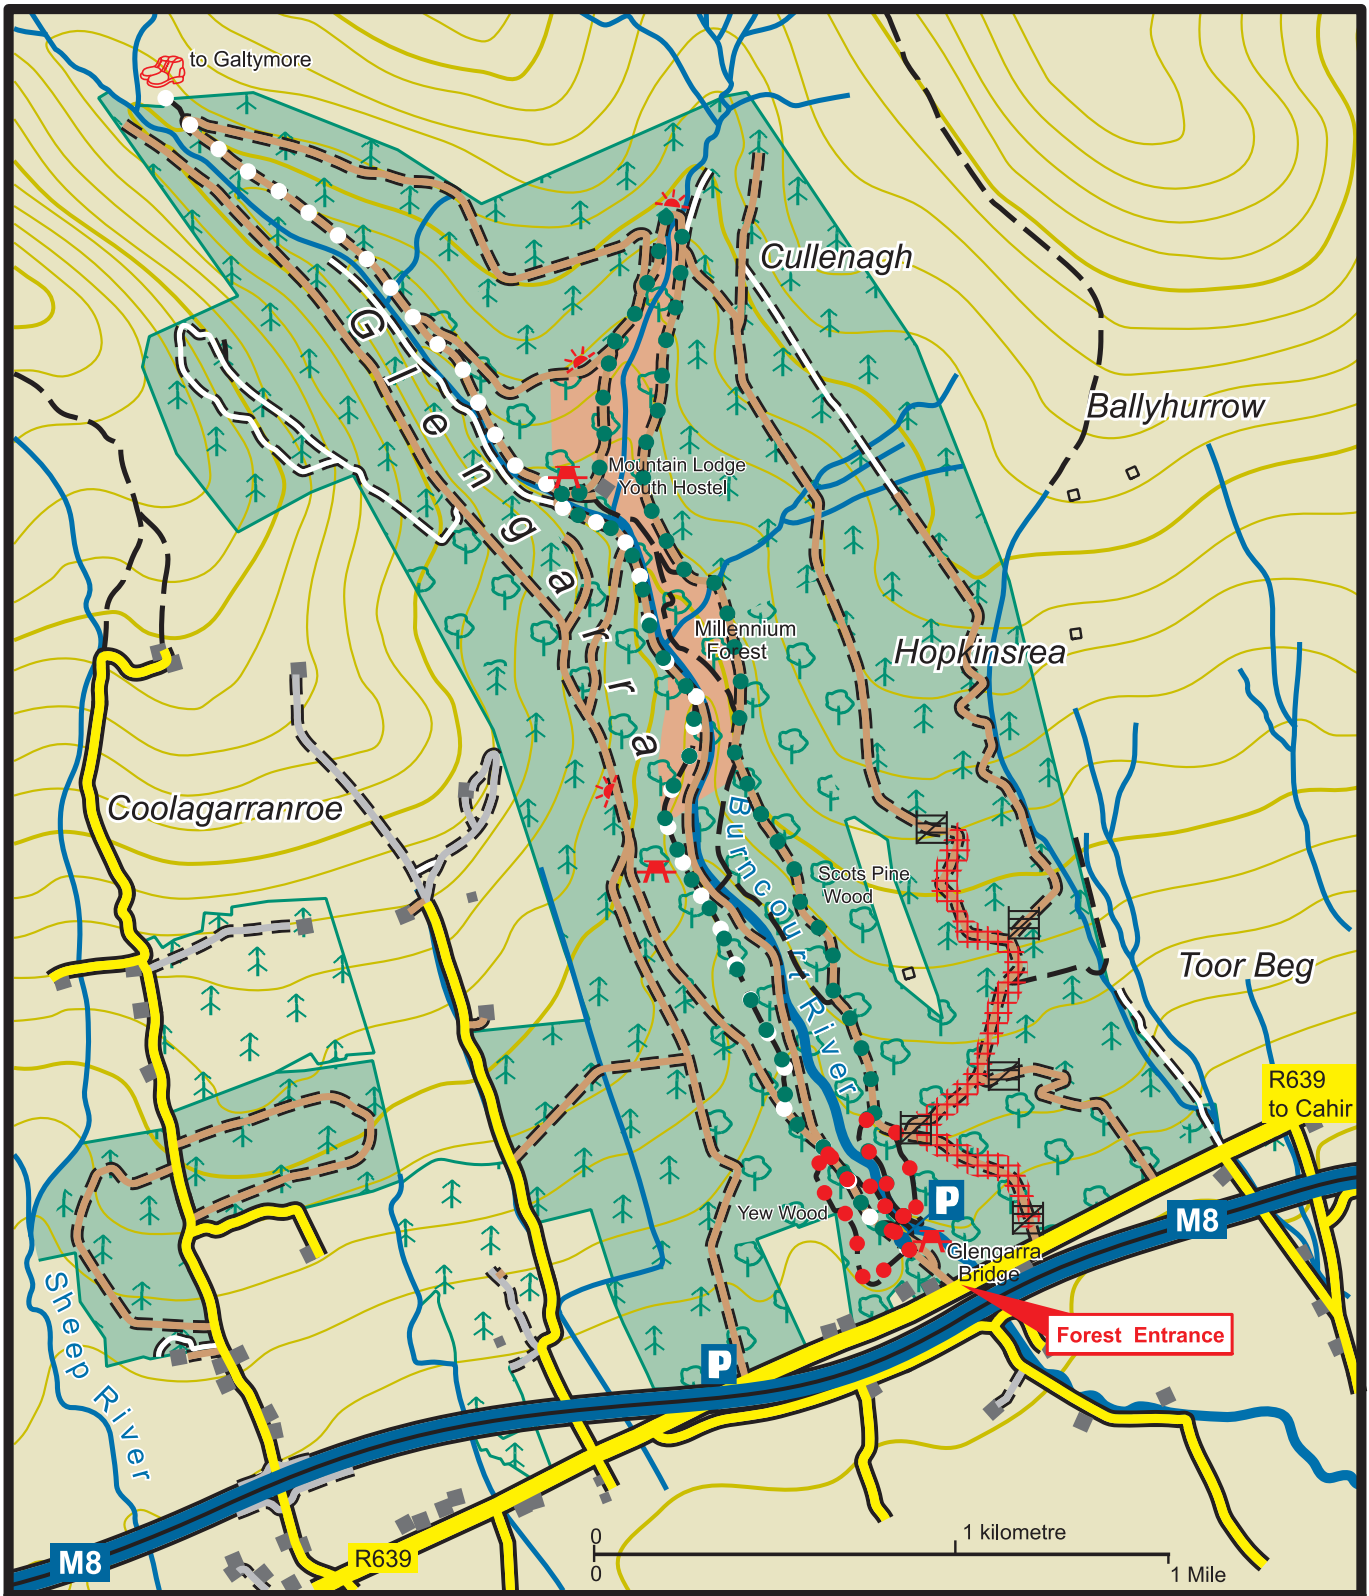 to Galtymore
Cullenagh
Glengarra
Ballyhurrow
Mountain Lodge
Youth Hostel
Millennium
Forest
Hopkinsrea
Coolagarranroe
Burncourt River
Scots Pine
Wood
Toor Beg
R639
to Cahir
P
M8
Yew Wood
Glengarra
Bridge
Sheep River
Forest Entrance
P
0
1 kilometre
M8
R639
0
1 Mile